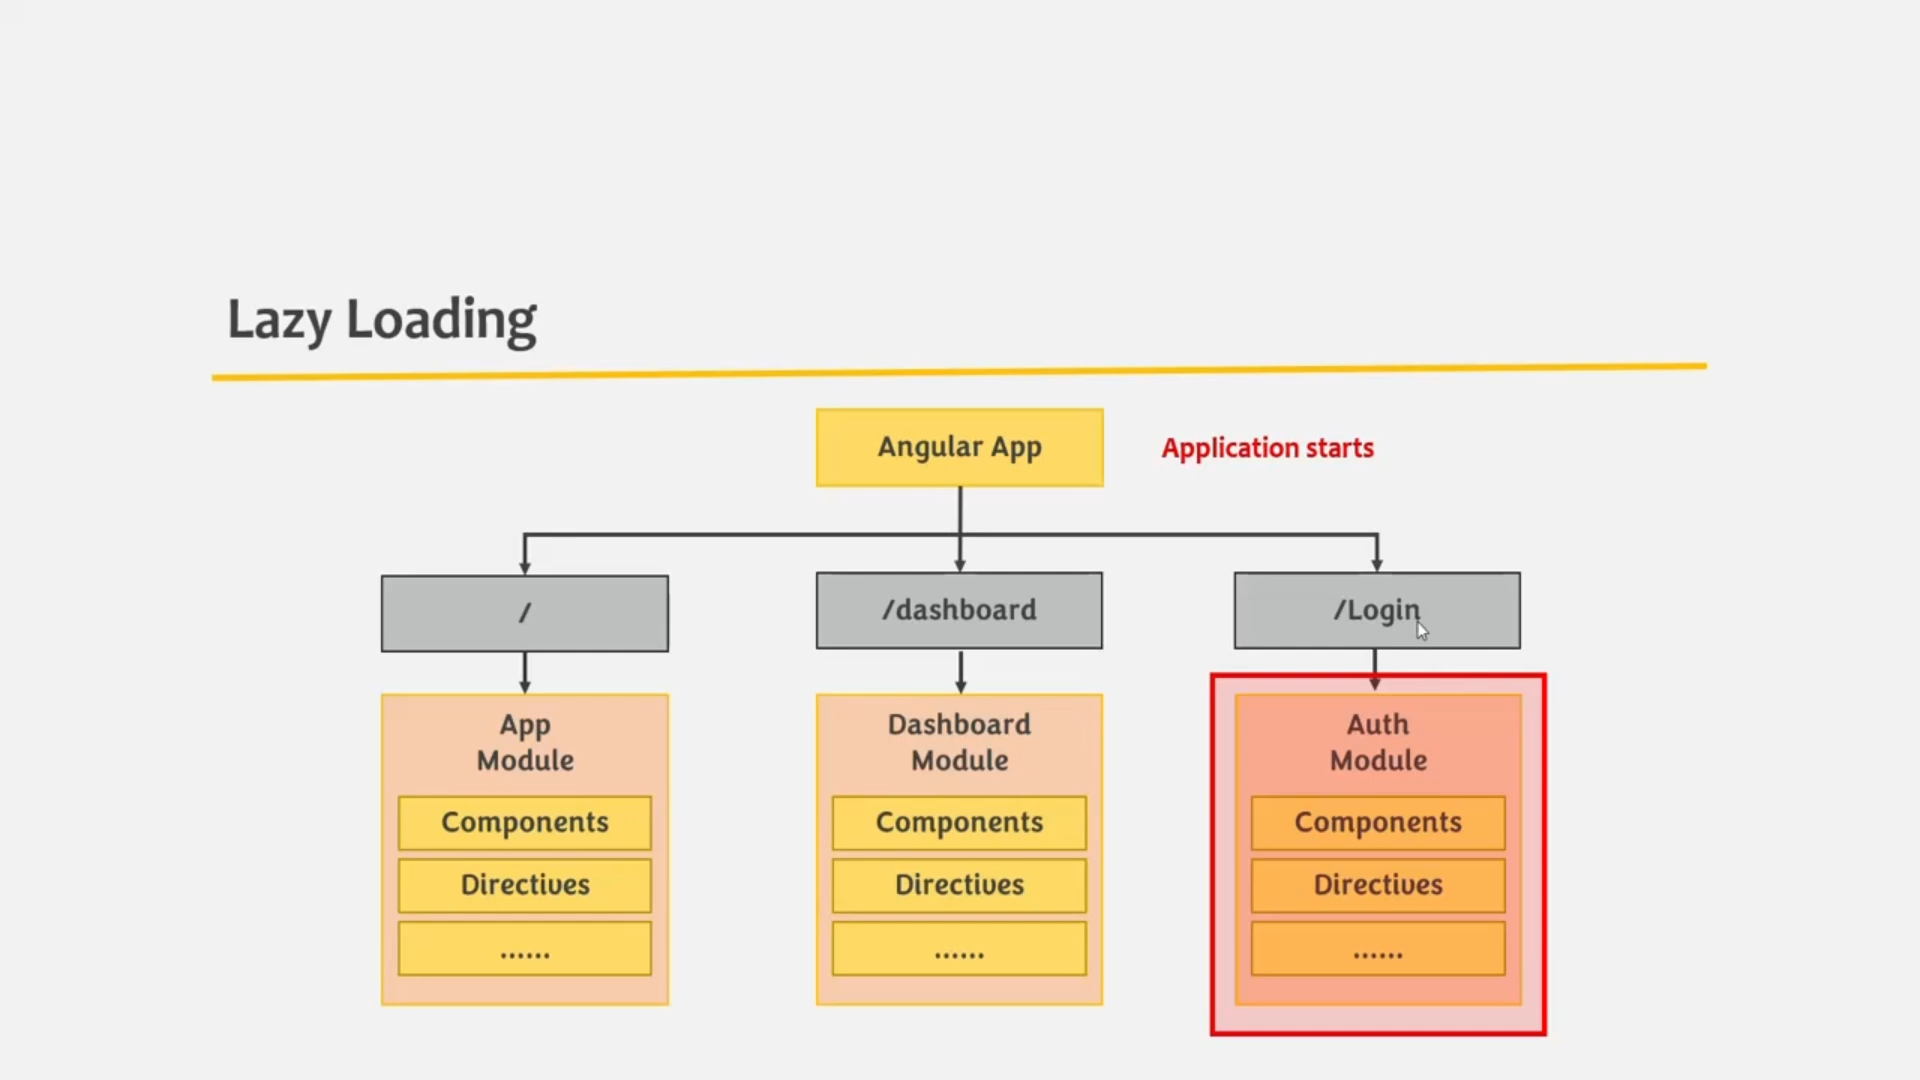 Lazy Loading
Angular App
Application starts
/
/dashboard
/Login
App
Module
Components
Directives
......
Dashboard
Module
Components
Directives
......
Auth
Module
Components
Directives
......